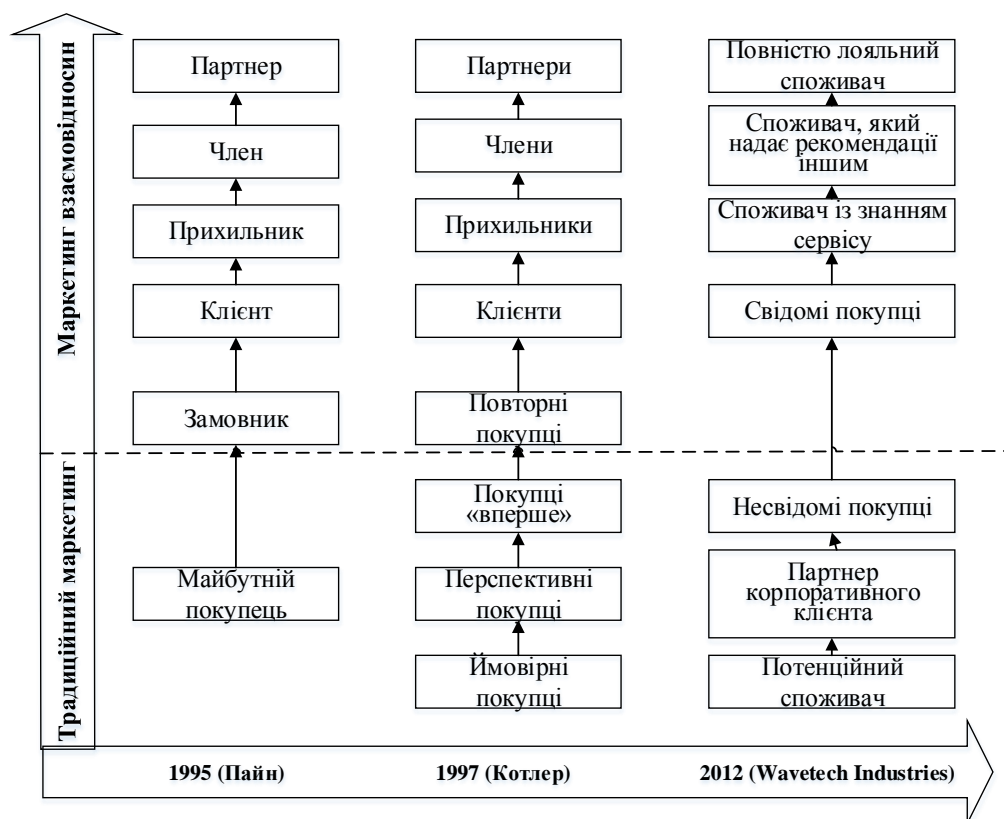 Маркетинг взаємовідносин
Традиційний маркетинг
Партнер
Член
Прихильник
Клієнт
Замовник
Майбутній
покупець
Партнери
Члени
Прихильники
Клієнти
Повторні
покупці
Покупці
«вперше»
Перспективні
покупці
Ймовірні
покупці
Повністю лояльний
споживач
Споживач, який
надає рекомендації
іншим
Споживач із знанням
сервісу
Свідомі покупці
Несвідомі покупці
Партнер
корпоративного
клієнта
Потенційний
споживач
1995 (Пайн)
1997 (Котлер)
2012 (Wavetech Industries)